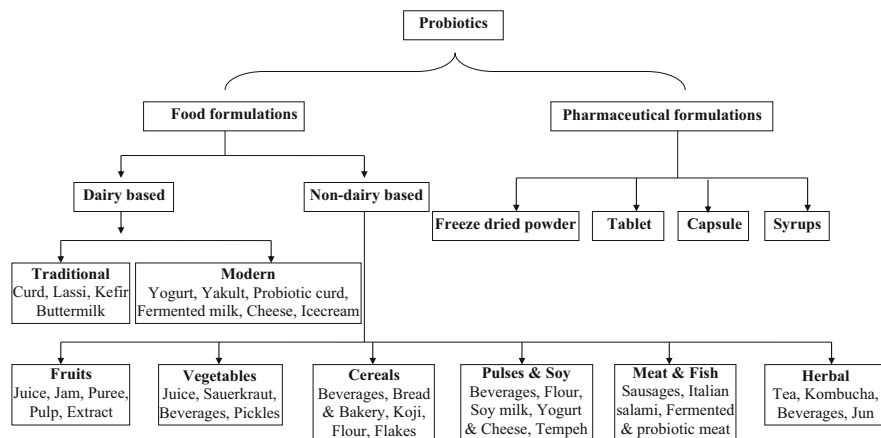 Probiotics
Food formulations
Pharmaceutical formulations
Dairy based
Non-dairy based
Freeze dried powder
Tablet
Capsule
Syrups
Traditional
Curd, Lassi, Kefir
Buttermilk
Modern
Yogurt, Yakult, Probiotic curd,
Fermented milk, Cheese, Icecream
Fruits
Juice, Jam, Puree,
Pulp, Extract
Vegetables
Juice, Sauerkraut,
Beverages, Pickles
Cereals
Beverages, Bread
& Bakery, Koji,
Flour, Flakes
Pulses & Soy
Beverages, Flour,
Soy milk, Yogurt
& Cheese, Tempeh
Meat & Fish
Sausages, Italian
salami, Fermented
& probiotic meat
Herbal
Tea, Kombucha,
Beverages, Jun